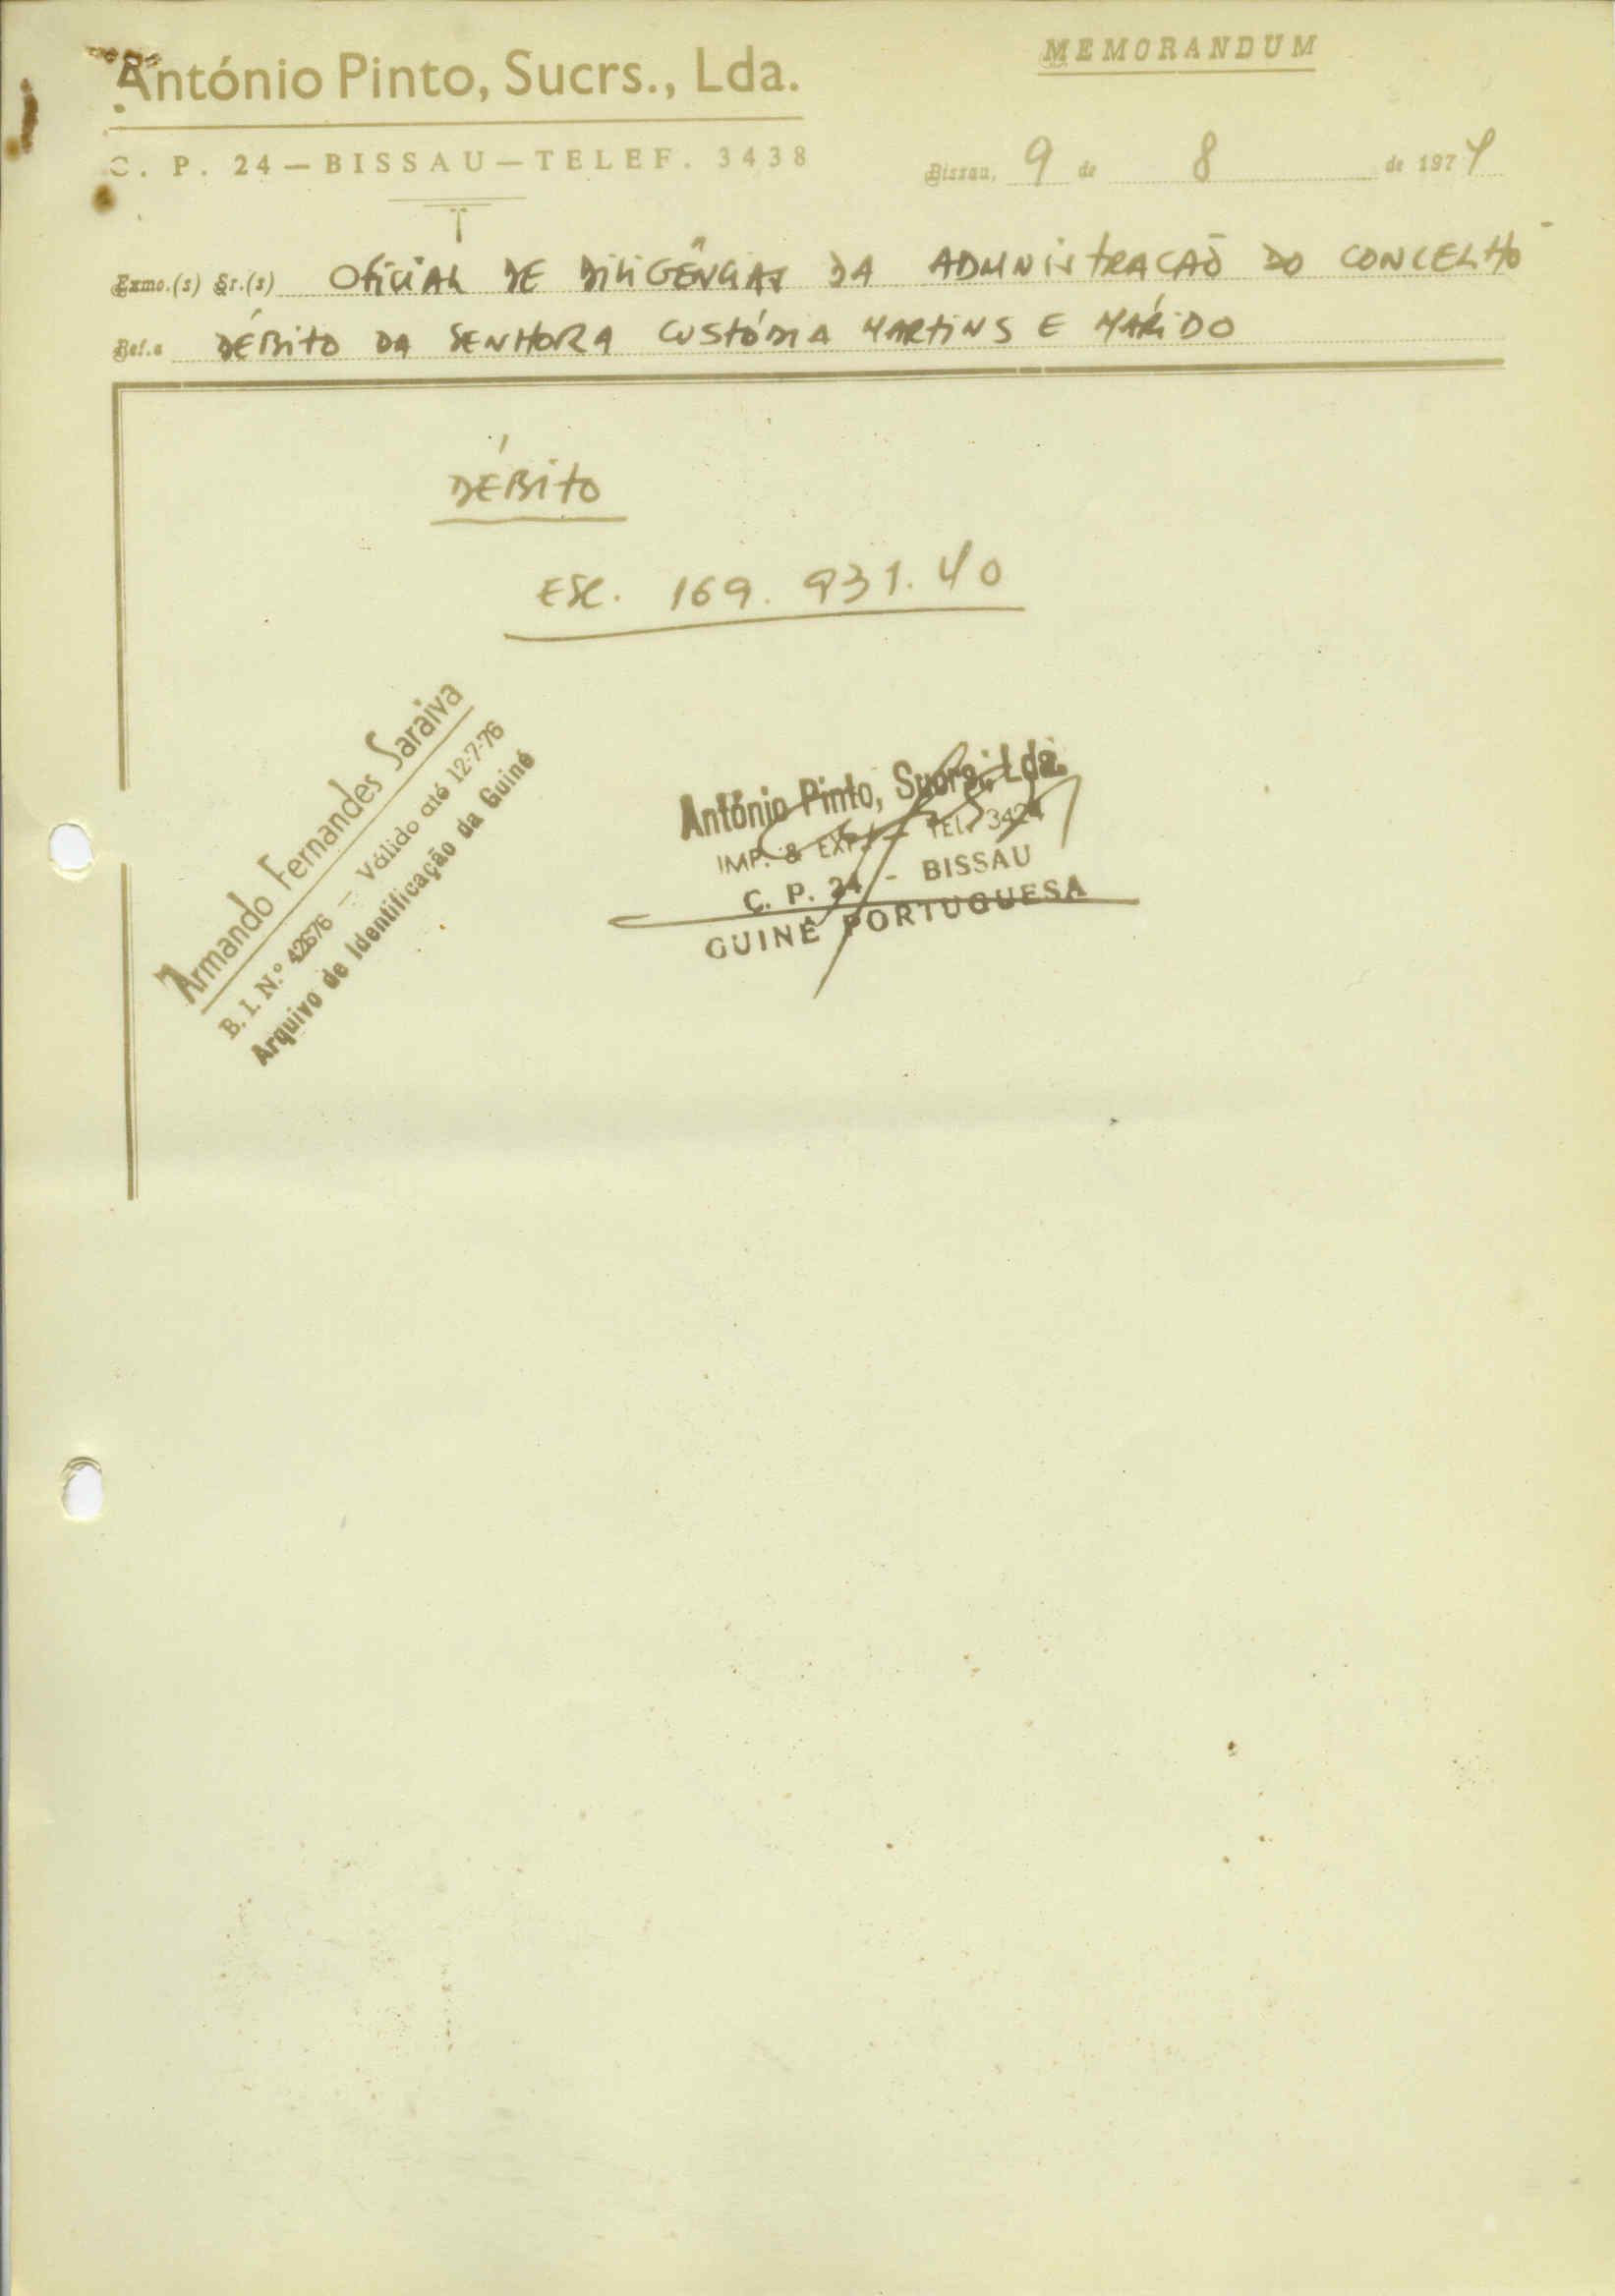 António Pinto, Sucrs., Lda.
MEMORANDUM
C. P. 24 — BISSAU — TELEF. 3438
Bissau, 9 de 8 de 1974
Exmo.(s) Sr.(s) OFICIAL DE DILIGÊNCIAS DA ADMNISTRAÇÃO DO CONCELHO
Ref.a DÉBITO DA SENHORA CUSTÓDIA MARTINS E MARIDO
DÉBITO
ESC. 169.931.40
Armando Fernandes Saraiva
B. I. N.º 42676 — Válido até 12-7-76
Arquivo de Identificação da Guiné
António Pinto, Sucrs., Lda.
IMP. & EXP. — TEL. 3424
C. P. 24 - BISSAU
GUINÉ PORTUGUESA